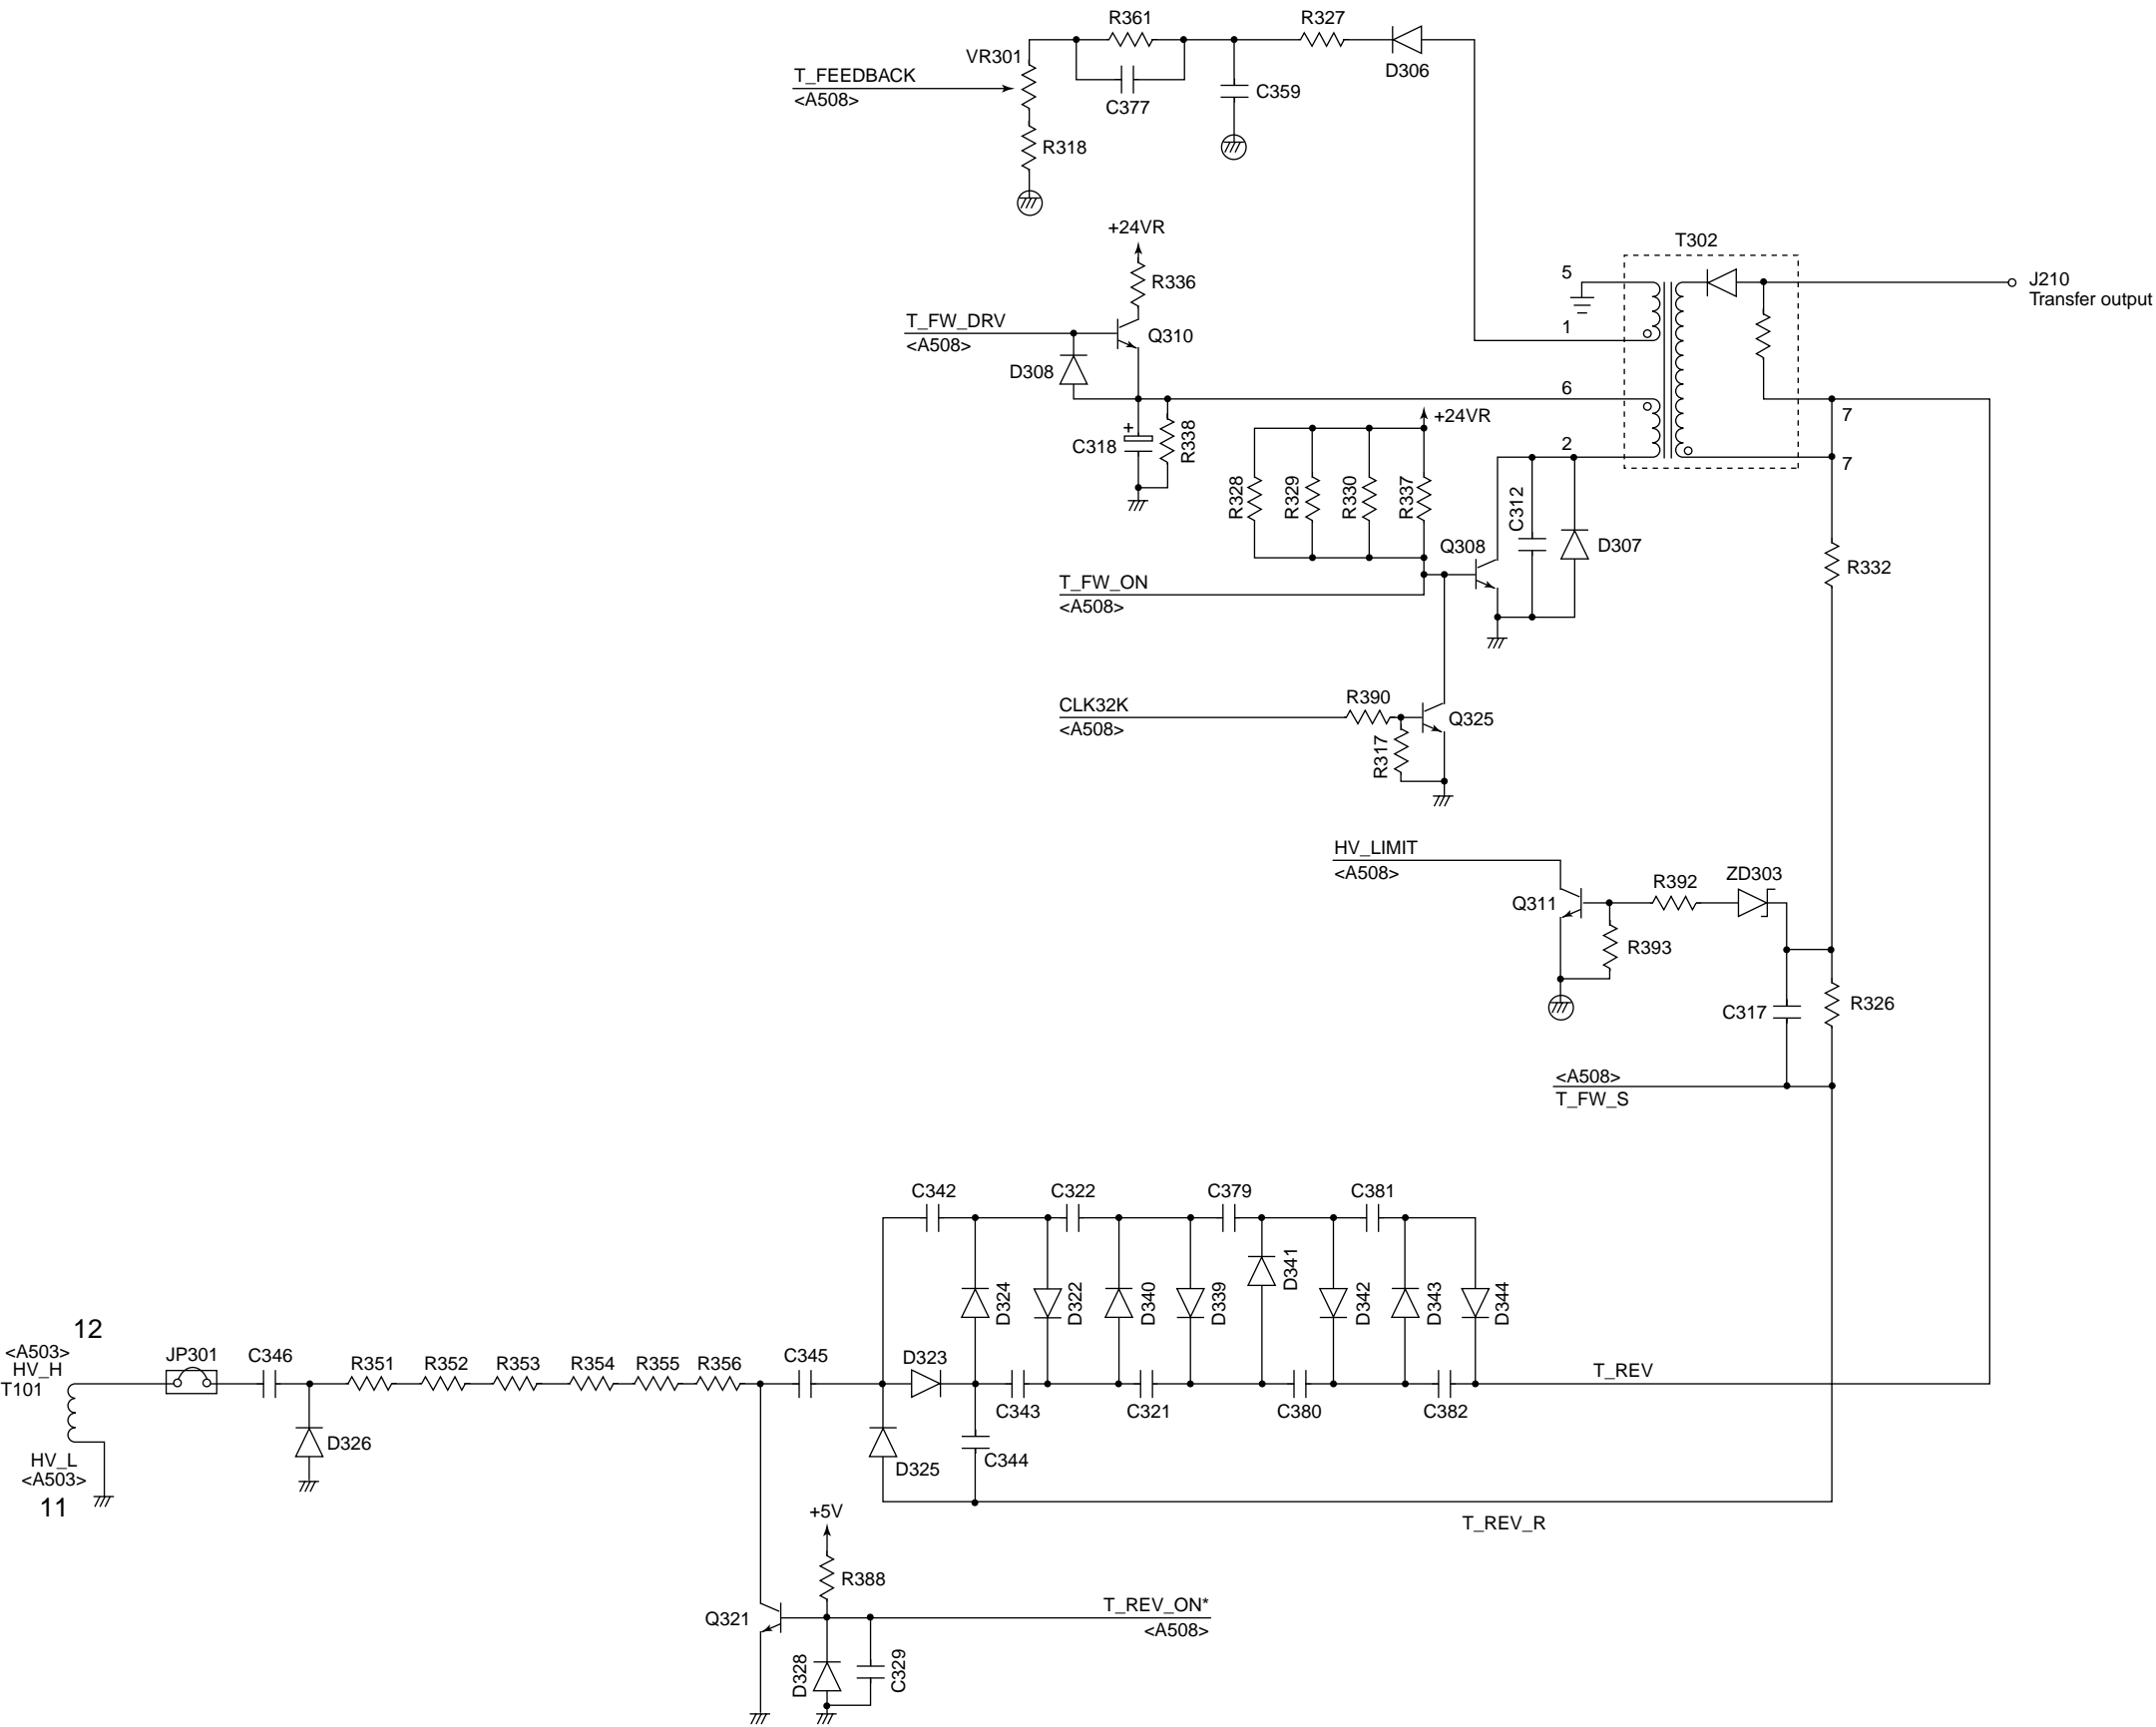 R361
R327
VR301
D306
T_FEEDBACK
<A508>
C377
C359
R318
+24VR
T302
R336
5
J210
Transfer output
T_FW_DRV
<A508>
Q310
1
D308
6
+24VR
7
C318
R338
2
7
R328
R329
R330
R337
C312
Q308
D307
R332
T_FW_ON
<A508>
CLK32K
<A508>
R390
Q325
R317
HV_LIMIT
<A508>
R392
ZD303
Q311
R393
C317
R326
<A508>
T_FW_S
C342
C322
C379
C381
D324
D322
D340
D339
D341
D342
D343
D344
12
<A503>
HV_H
T101
JP301
C346
R351
R352
R353
R354
R355
R356
C345
D323
T_REV
C343
C321
C380
C382
D326
HV_L
<A503>
11
D325
C344
+5V
T_REV_R
R388
T_REV_ON*
<A508>
Q321
D328
C329